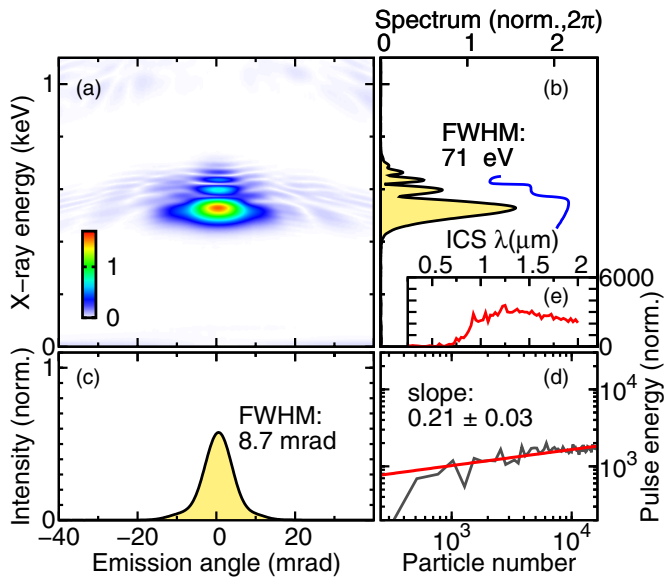 Spectrum (norm.,2π)
0 1 2
(a)
(b)
1
X−ray energy (keV)
FWHM:
71 eV
1
0
ICS λ(μm)
0.5 1 1.5 2
6000
(e)
0
0
Pulse energy (norm.)
1
Intensity (norm.)
(c)
FWHM:
8.7 mrad
(d)
slope:
0.21 ± 0.03
10⁴
10³
0
−40 −20 0 20
Emission angle (mrad)
10³ 10⁴
Particle number